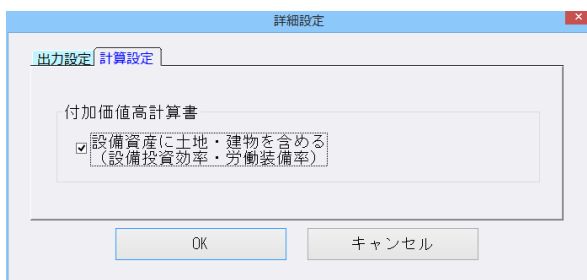 詳細設定
出力設定 計算設定
付加価値高計算書
設備資産に土地・建物を含める
（設備投資効率・労働装備率）
OK キャンセル